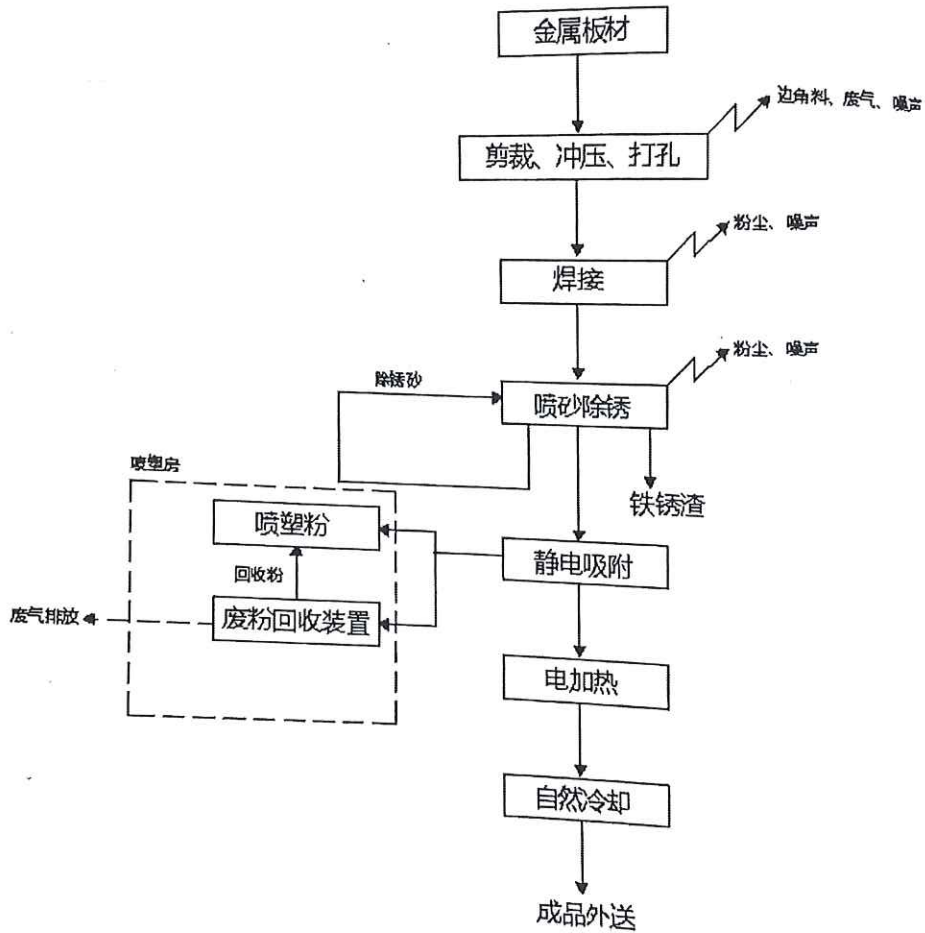 金属板材
边角料、废气、噪声
剪裁、冲压、打孔
粉尘、噪声
焊接
粉尘、噪声
除锈砂
喷砂除锈
喷塑房
铁锈渣
喷塑粉
静电吸附
回收粉
废气排放
废粉回收装置
电加热
自然冷却
成品外送